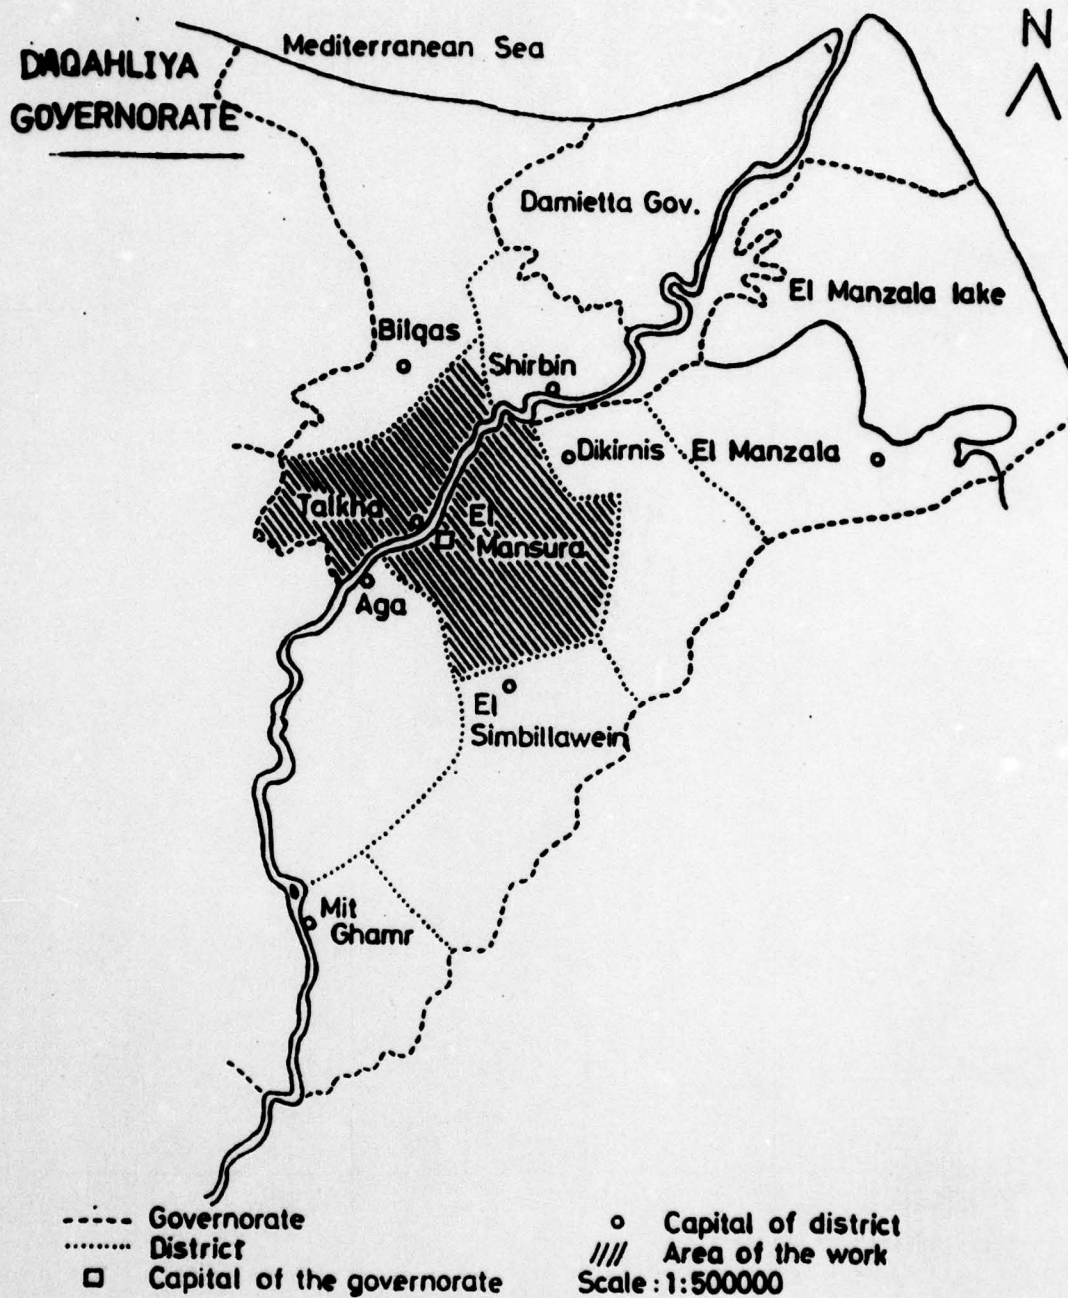 DAQAHLIYA
GOVERNORATE
Mediterranean Sea
N
Damietta Gov.
El Manzala lake
Bilqas
Shirbin
Dikirnis
El Manzala
Talkha
El
Mansura
Aga
El
Simbillawein
Mit
Ghamr
Governorate
District
Capital of the governorate
Capital of district
Area of the work
Scale: 1:500000